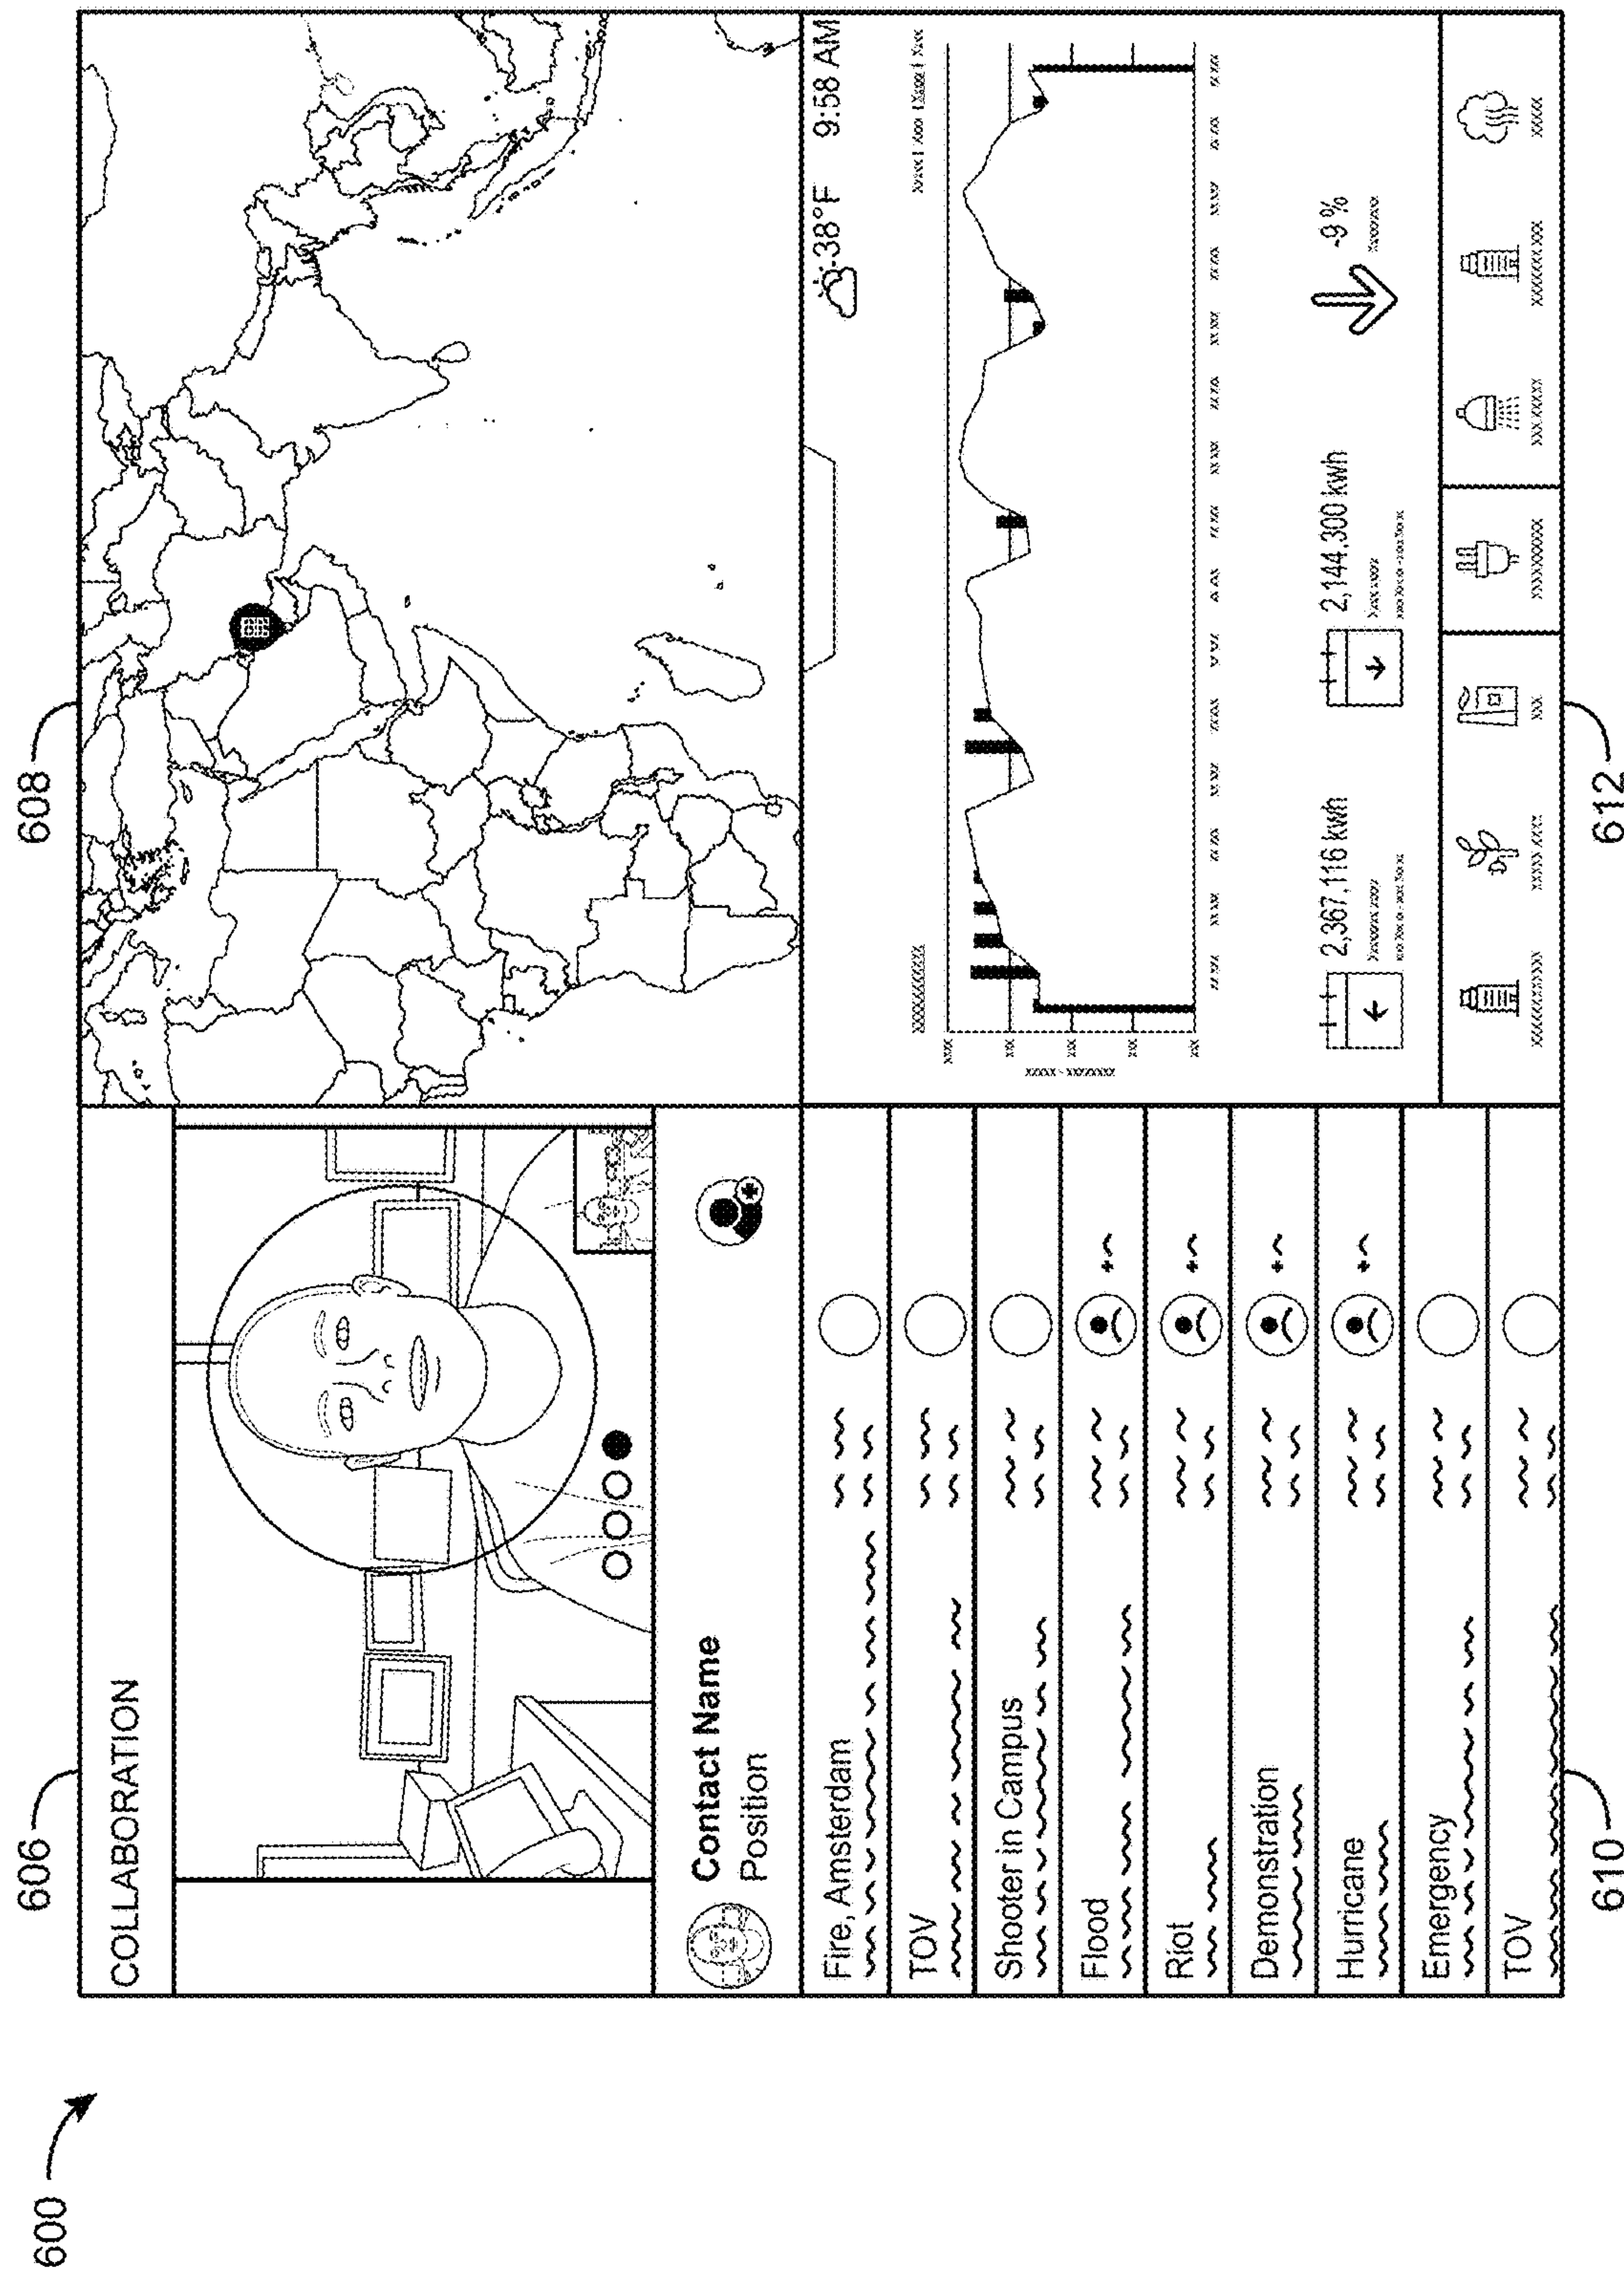 600
606
608
COLLABORATION
Contact Name
Position
38°F 9:58 AM
Fire, Amsterdam
TOV
Shooter in Campus
Flood
Riot
Demonstration
Hurricane
Emergency
TOV
2,367,116 kwh
2,144,300 kwh
-9 %
610
612